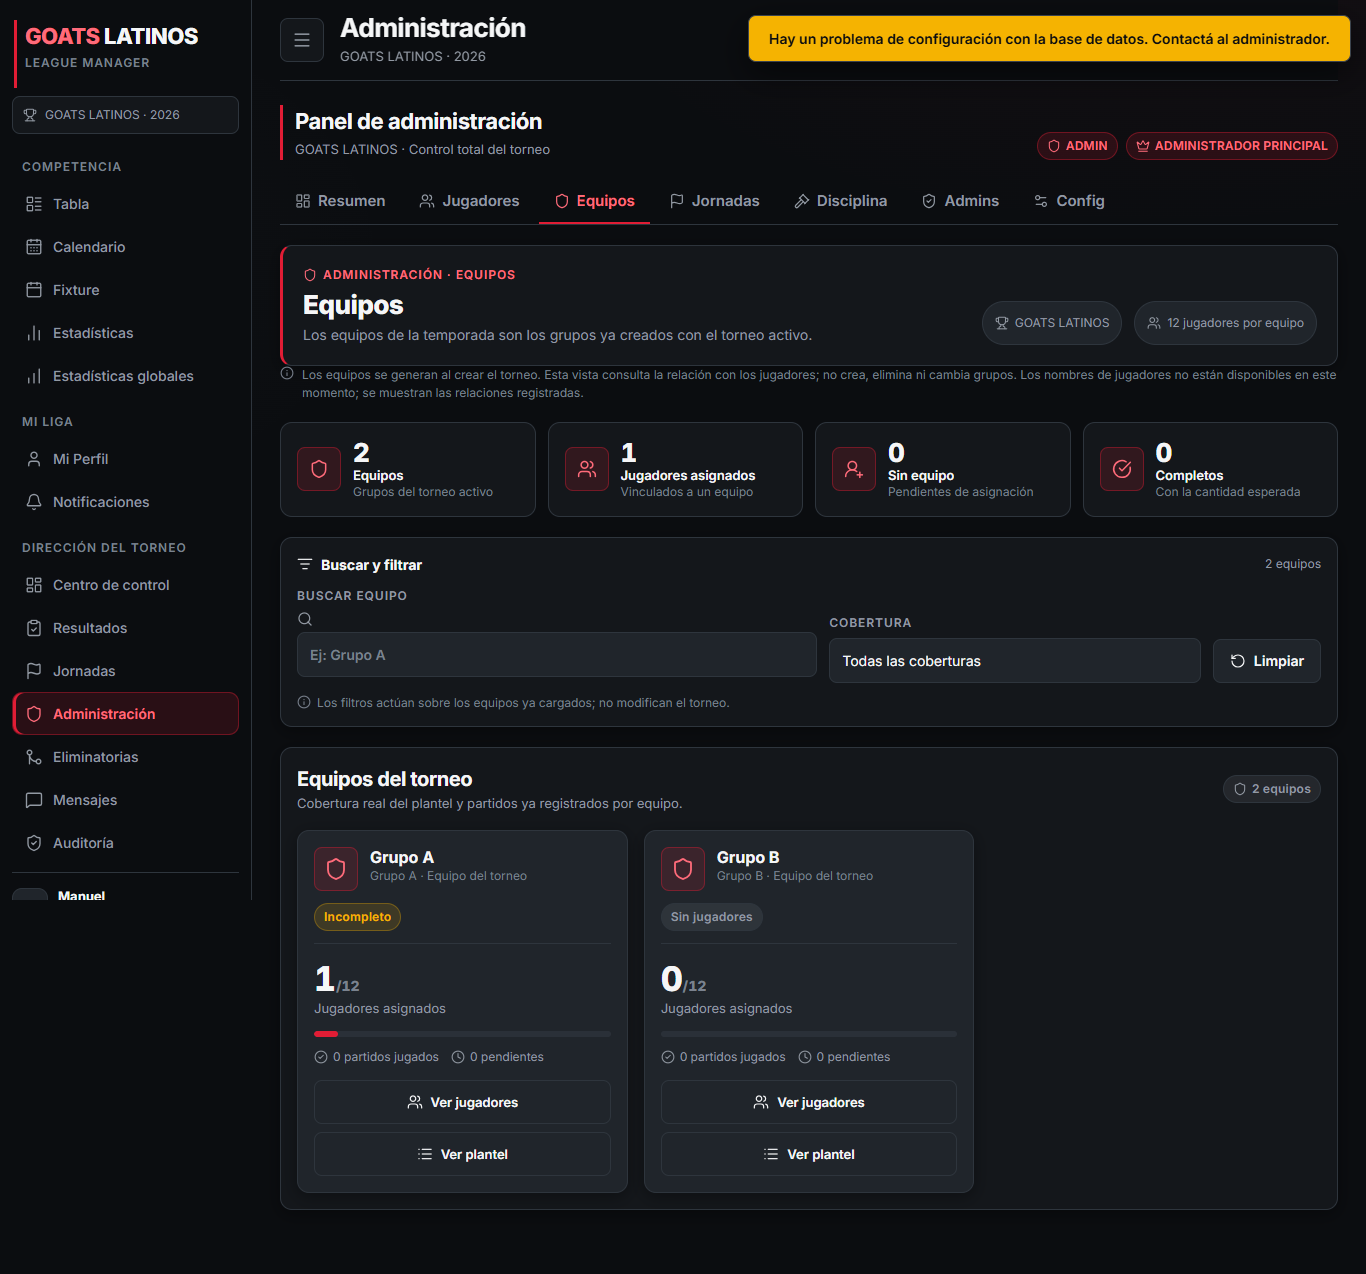 GOATS LATINOS
LEAGUE MANAGER
GOATS LATINOS · 2026
COMPETENCIA
Tabla
Calendario
Fixture
Estadísticas
Estadísticas globales
MI LIGA
Mi Perfil
Notificaciones
DIRECCIÓN DEL TORNEO
Centro de control
Resultados
Jornadas
Administración
Eliminatorias
Mensajes
Auditoría
Manuel
Administración
GOATS LATINOS · 2026
Hay un problema de configuración con la base de datos. Contactá al administrador.
Panel de administración
GOATS LATINOS · Control total del torneo
ADMIN
ADMINISTRADOR PRINCIPAL
Resumen
Jugadores
Equipos
Jornadas
Disciplina
Admins
Config
ADMINISTRACIÓN · EQUIPOS
Equipos
Los equipos de la temporada son los grupos ya creados con el torneo activo.
GOATS LATINOS
12 jugadores por equipo
Los equipos se generan al crear el torneo. Esta vista consulta la relación con los jugadores; no crea, elimina ni cambia grupos. Los nombres de jugadores no están disponibles en este
momento; se muestran las relaciones registradas.
2
Equipos
Grupos del torneo activo
1
Jugadores asignados
Vinculados a un equipo
0
Sin equipo
Pendientes de asignación
0
Completos
Con la cantidad esperada
Buscar y filtrar
2 equipos
BUSCAR EQUIPO
Ej: Grupo A
COBERTURA
Todas las coberturas
Limpiar
Los filtros actúan sobre los equipos ya cargados; no modifican el torneo.
Equipos del torneo
Cobertura real del plantel y partidos ya registrados por equipo.
2 equipos
Grupo A
Grupo A · Equipo del torneo
Incompleto
1/12
Jugadores asignados
0 partidos jugados
0 pendientes
Ver jugadores
Ver plantel
Grupo B
Grupo B · Equipo del torneo
Sin jugadores
0/12
Jugadores asignados
0 partidos jugados
0 pendientes
Ver jugadores
Ver plantel